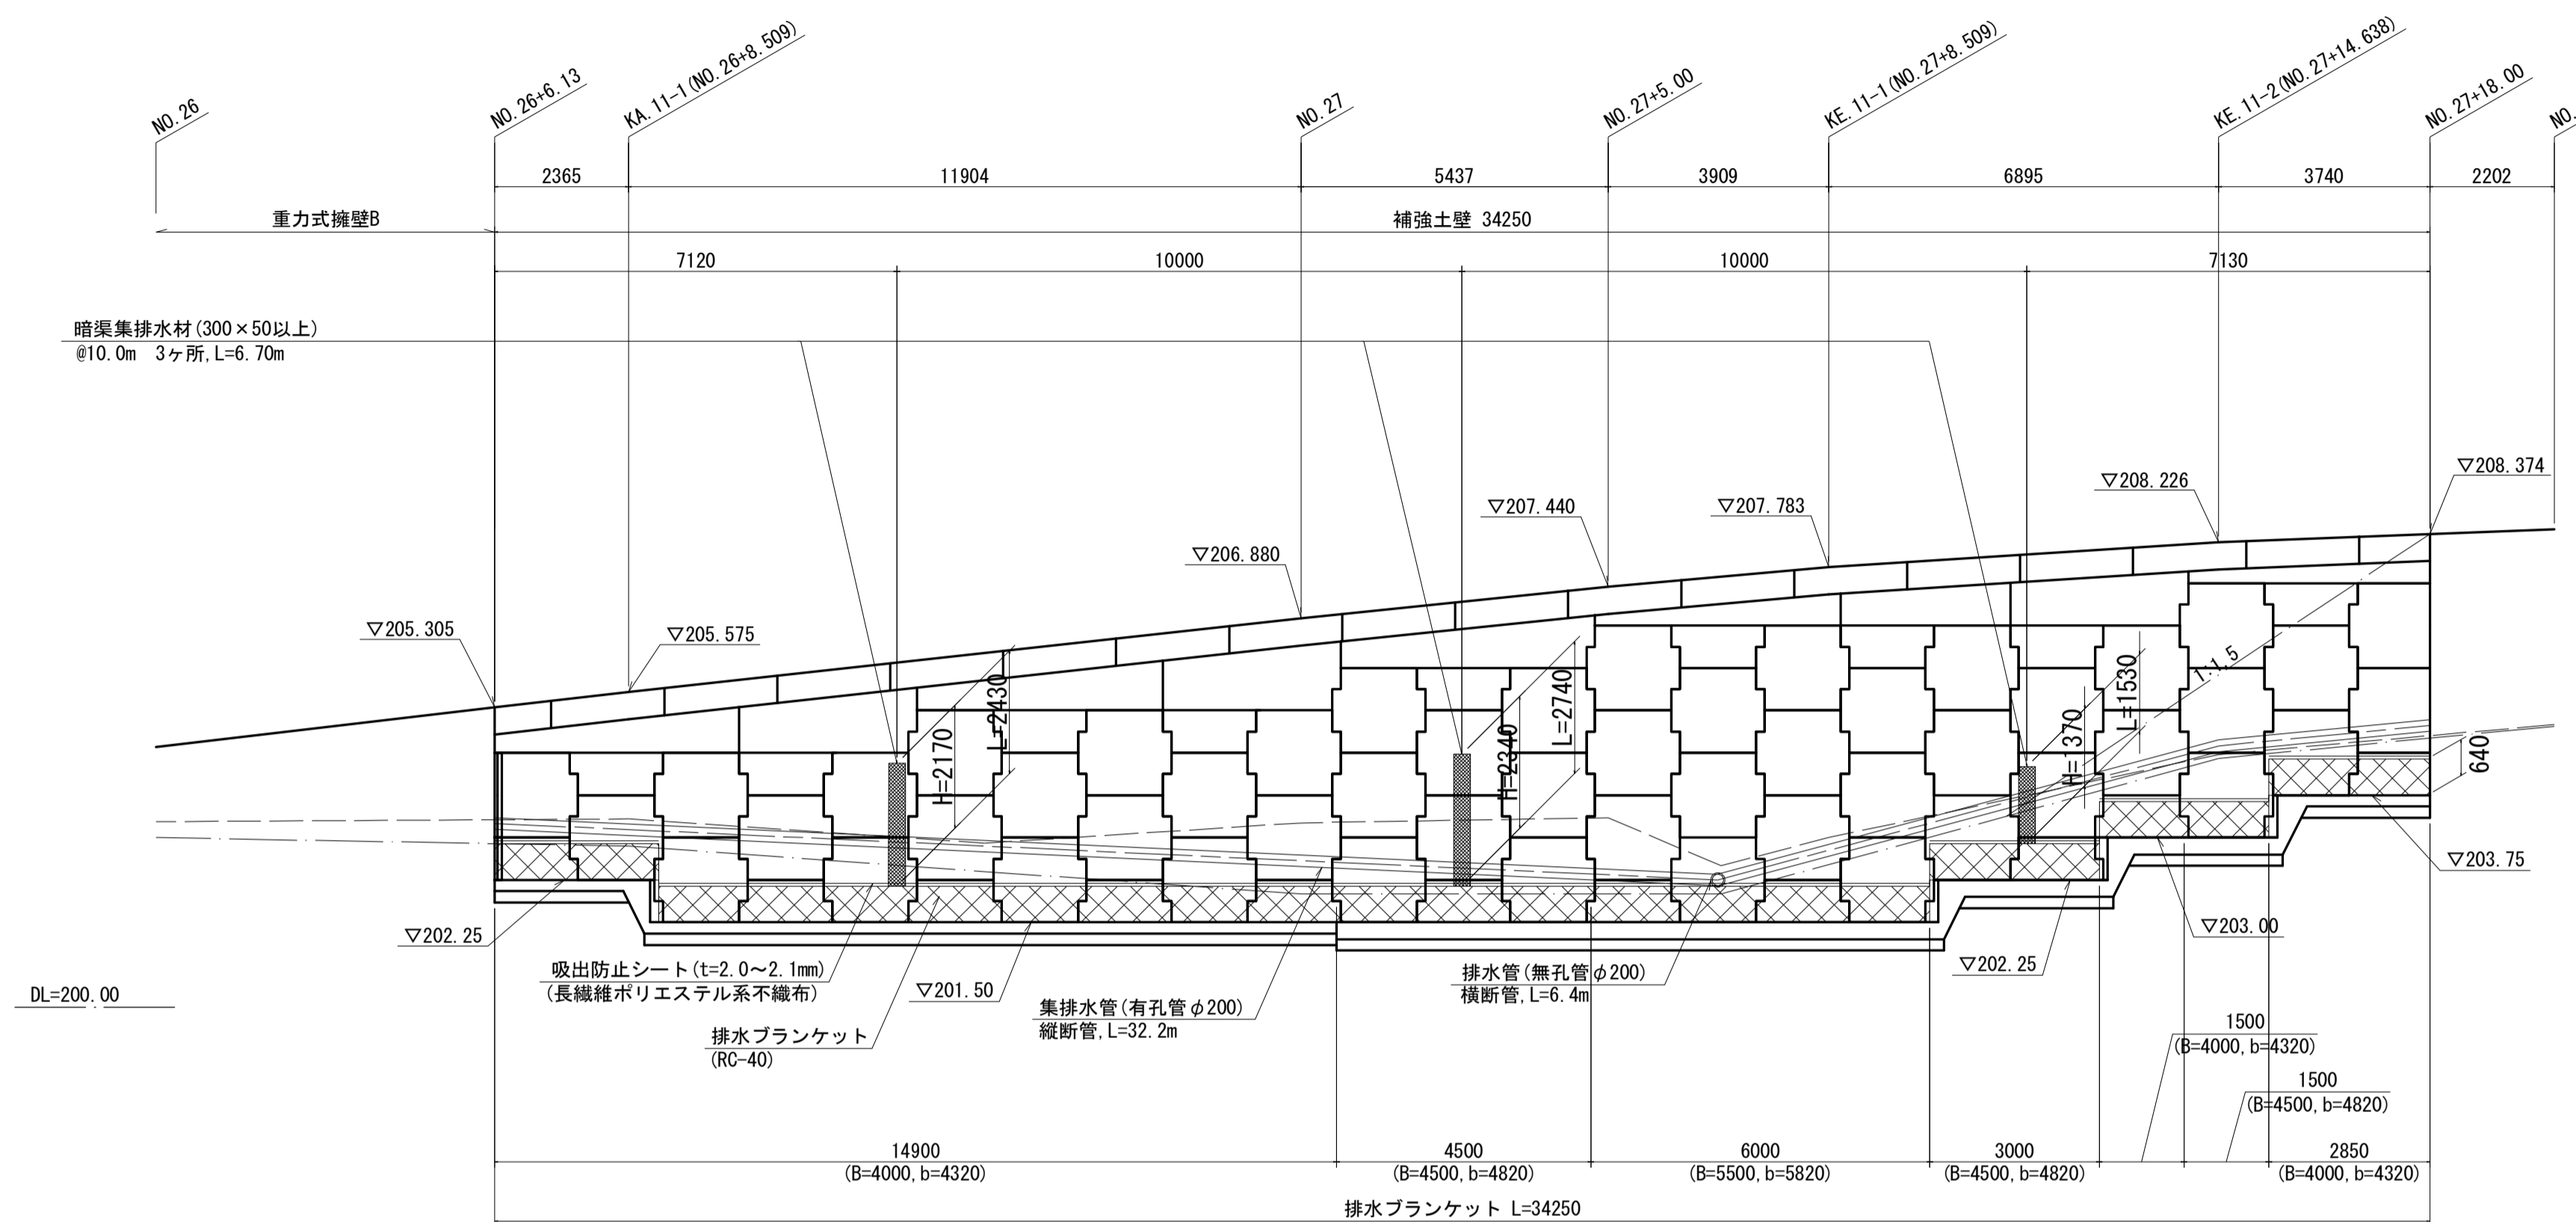 NO.26
NO.26+6.13
KA.11-1(NO.26+8.509)
NO.27
NO.27+5.00
KE.11-1(NO.27+8.509)
KE.11-2(NO.27+14.638)
NO.27+18.00
NO.
2365
11904
5437
3909
6895
3740
2202
重力式擁壁B
補強土壁 34250
7120
10000
10000
7130
暗渠集排水材(300×50以上)
@10.0m 3ヶ所,L=6.70m
▽205.305
▽205.575
▽206.880
▽207.440
▽207.783
▽208.226
▽208.374
H=2170
L=2430
H=2340
L=2740
H=1370
L=1530
1:1.5
640
▽202.25
▽201.50
▽202.25
▽203.00
▽203.75
DL=200.00
吸出防止シート(t=2.0～2.1mm)
(長繊維ポリエステル系不織布)
排水ブランケット
(RC-40)
集排水管(有孔管φ200)
縦断管,L=32.2m
排水管(無孔管φ200)
横断管,L=6.4m
1500
(B=4000,b=4320)
1500
(B=4500,b=4820)
14900
(B=4000,b=4320)
4500
(B=4500,b=4820)
6000
(B=5500,b=5820)
3000
(B=4500,b=4820)
2850
(B=4000,b=4320)
排水ブランケット L=34250